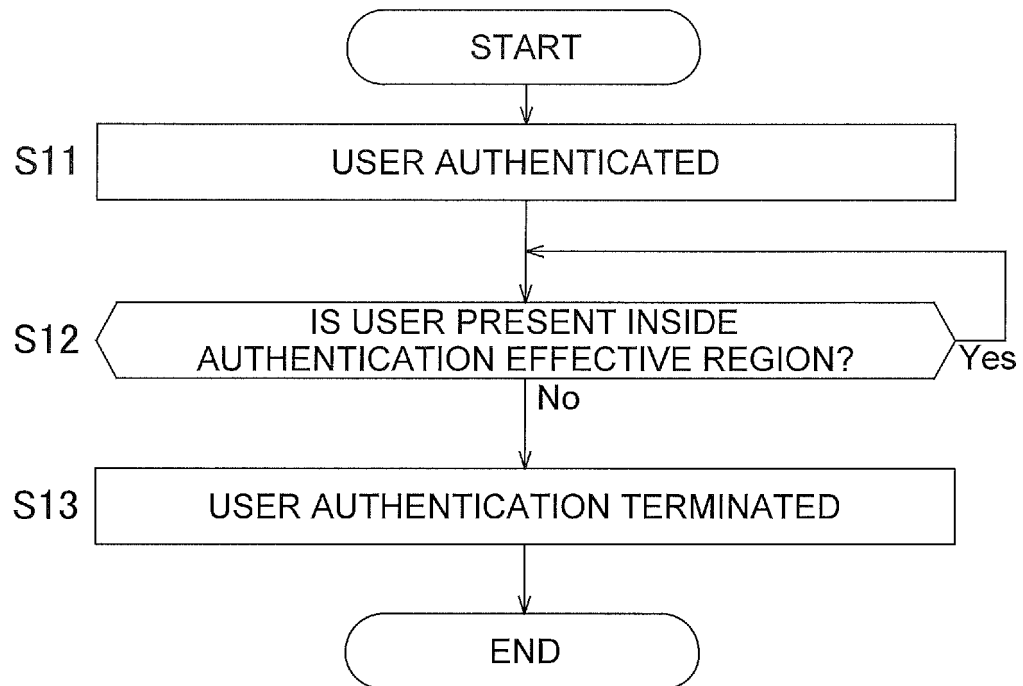 START
S11
USER AUTHENTICATED
S12
IS USER PRESENT INSIDE
AUTHENTICATION EFFECTIVE REGION?
Yes
No
S13
USER AUTHENTICATION TERMINATED
END